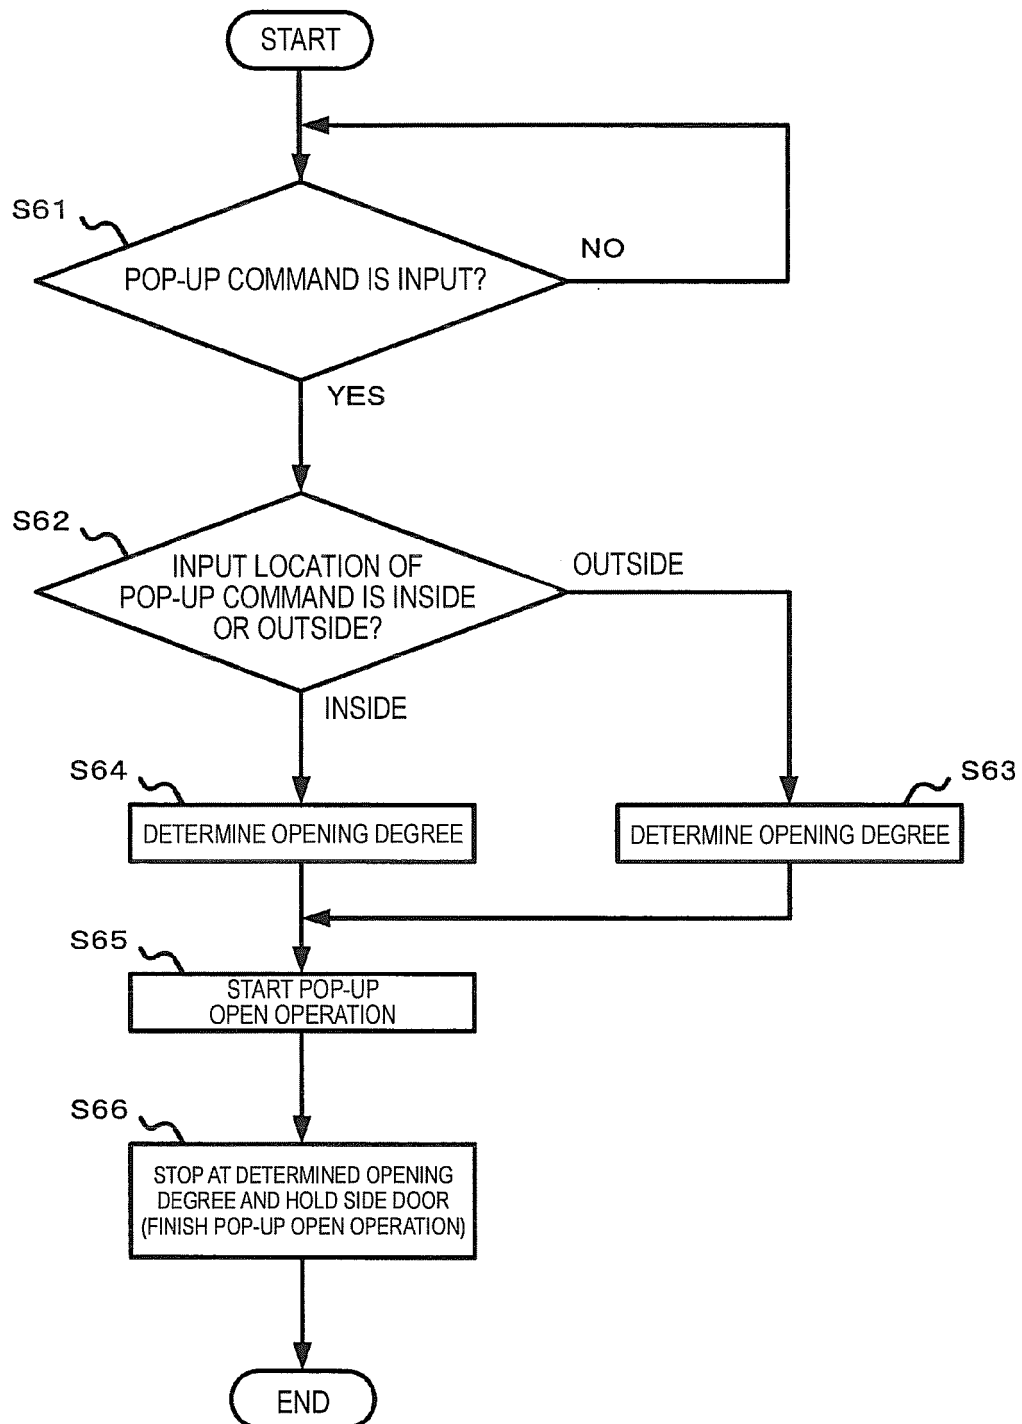 START
S61
POP-UP COMMAND IS INPUT?
NO
YES
S62
INPUT LOCATION OF
POP-UP COMMAND IS INSIDE
OR OUTSIDE?
OUTSIDE
INSIDE
S64
DETERMINE OPENING DEGREE
S63
DETERMINE OPENING DEGREE
S65
START POP-UP
OPEN OPERATION
S66
STOP AT DETERMINED OPENING
DEGREE AND HOLD SIDE DOOR
(FINISH POP-UP OPEN OPERATION)
END